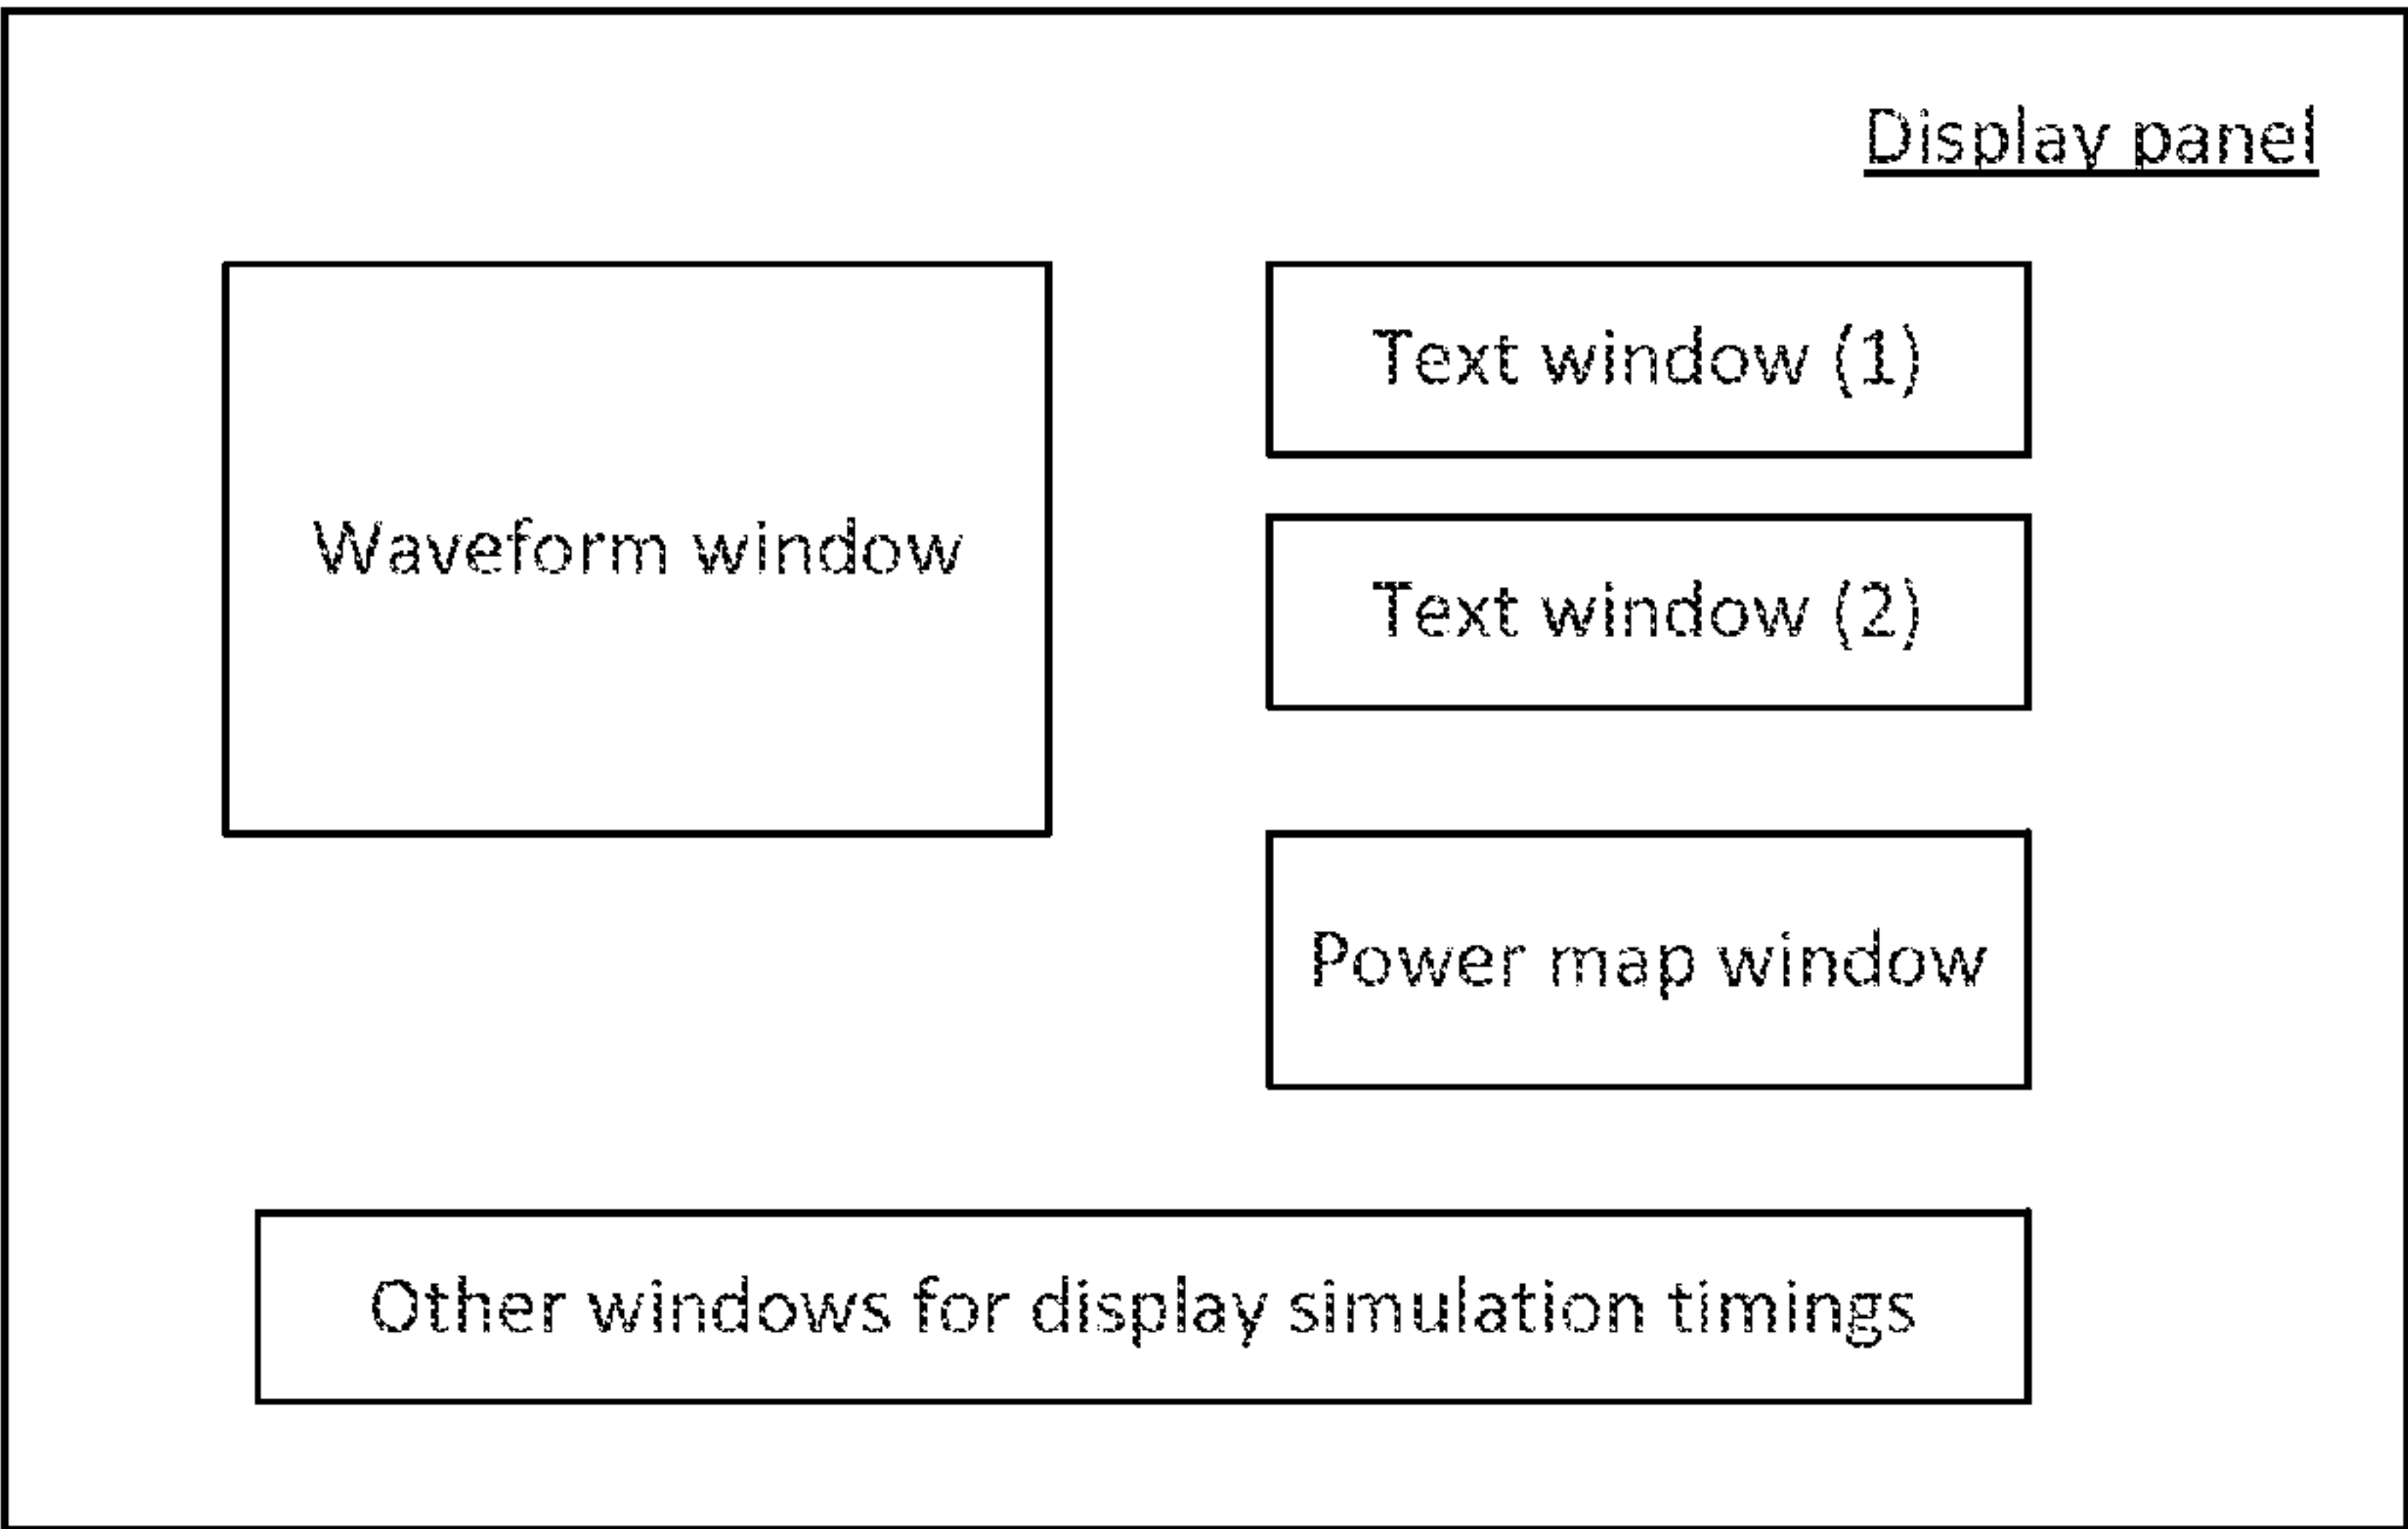 Display panel
Waveform window
Text window (1)
Text window (2)
Power map window
Other windows for display simulation timings